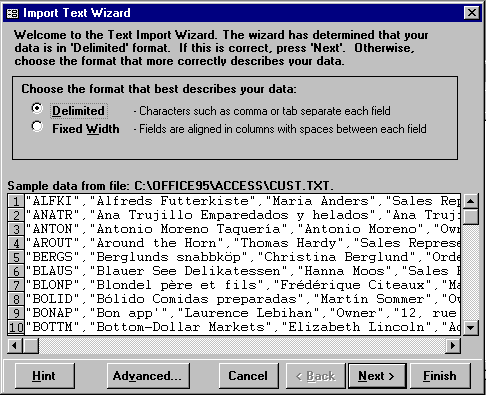 Import Text Wizard
Welcome to the Text Import Wizard. The wizard has determined that your
data is in 'Delimited' format. If this is correct, press 'Next'. Otherwise,
choose the format that more correctly describes your data.
Choose the format that best describes your data:
Delimited - Characters such as comma or tab separate each field
Fixed Width - Fields are aligned in columns with spaces between each field
Sample data from file: C:\OFFICE95\ACCESS\CUST.TXT.
1 "ALFKI","Alfreds Futterkiste","Maria Anders","Sales Rep
2 "ANATR","Ana Trujillo Emparedados y helados","Ana Truji
3 "ANTON","Antonio Moreno Taquería","Antonio Moreno","Own
4 "AROUT","Around the Horn","Thomas Hardy","Sales Represe
5 "BERGS","Berglunds snabbköp","Christina Berglund","Orde
6 "BLAUS","Blauer See Delikatessen","Hanna Moos","Sales R
7 "BLONP","Blondel père et fils","Frédérique Citeaux","Ma
8 "BOLID","Bólido Comidas preparadas","Martín Sommer","Ow
9 "BONAP","Bon app'","Laurence Lebihan","Owner","12, rue
10 "BOTTM","Bottom-Dollar Markets","Elizabeth Lincoln","Ac
Hint Advanced... Cancel < Back Next > Finish